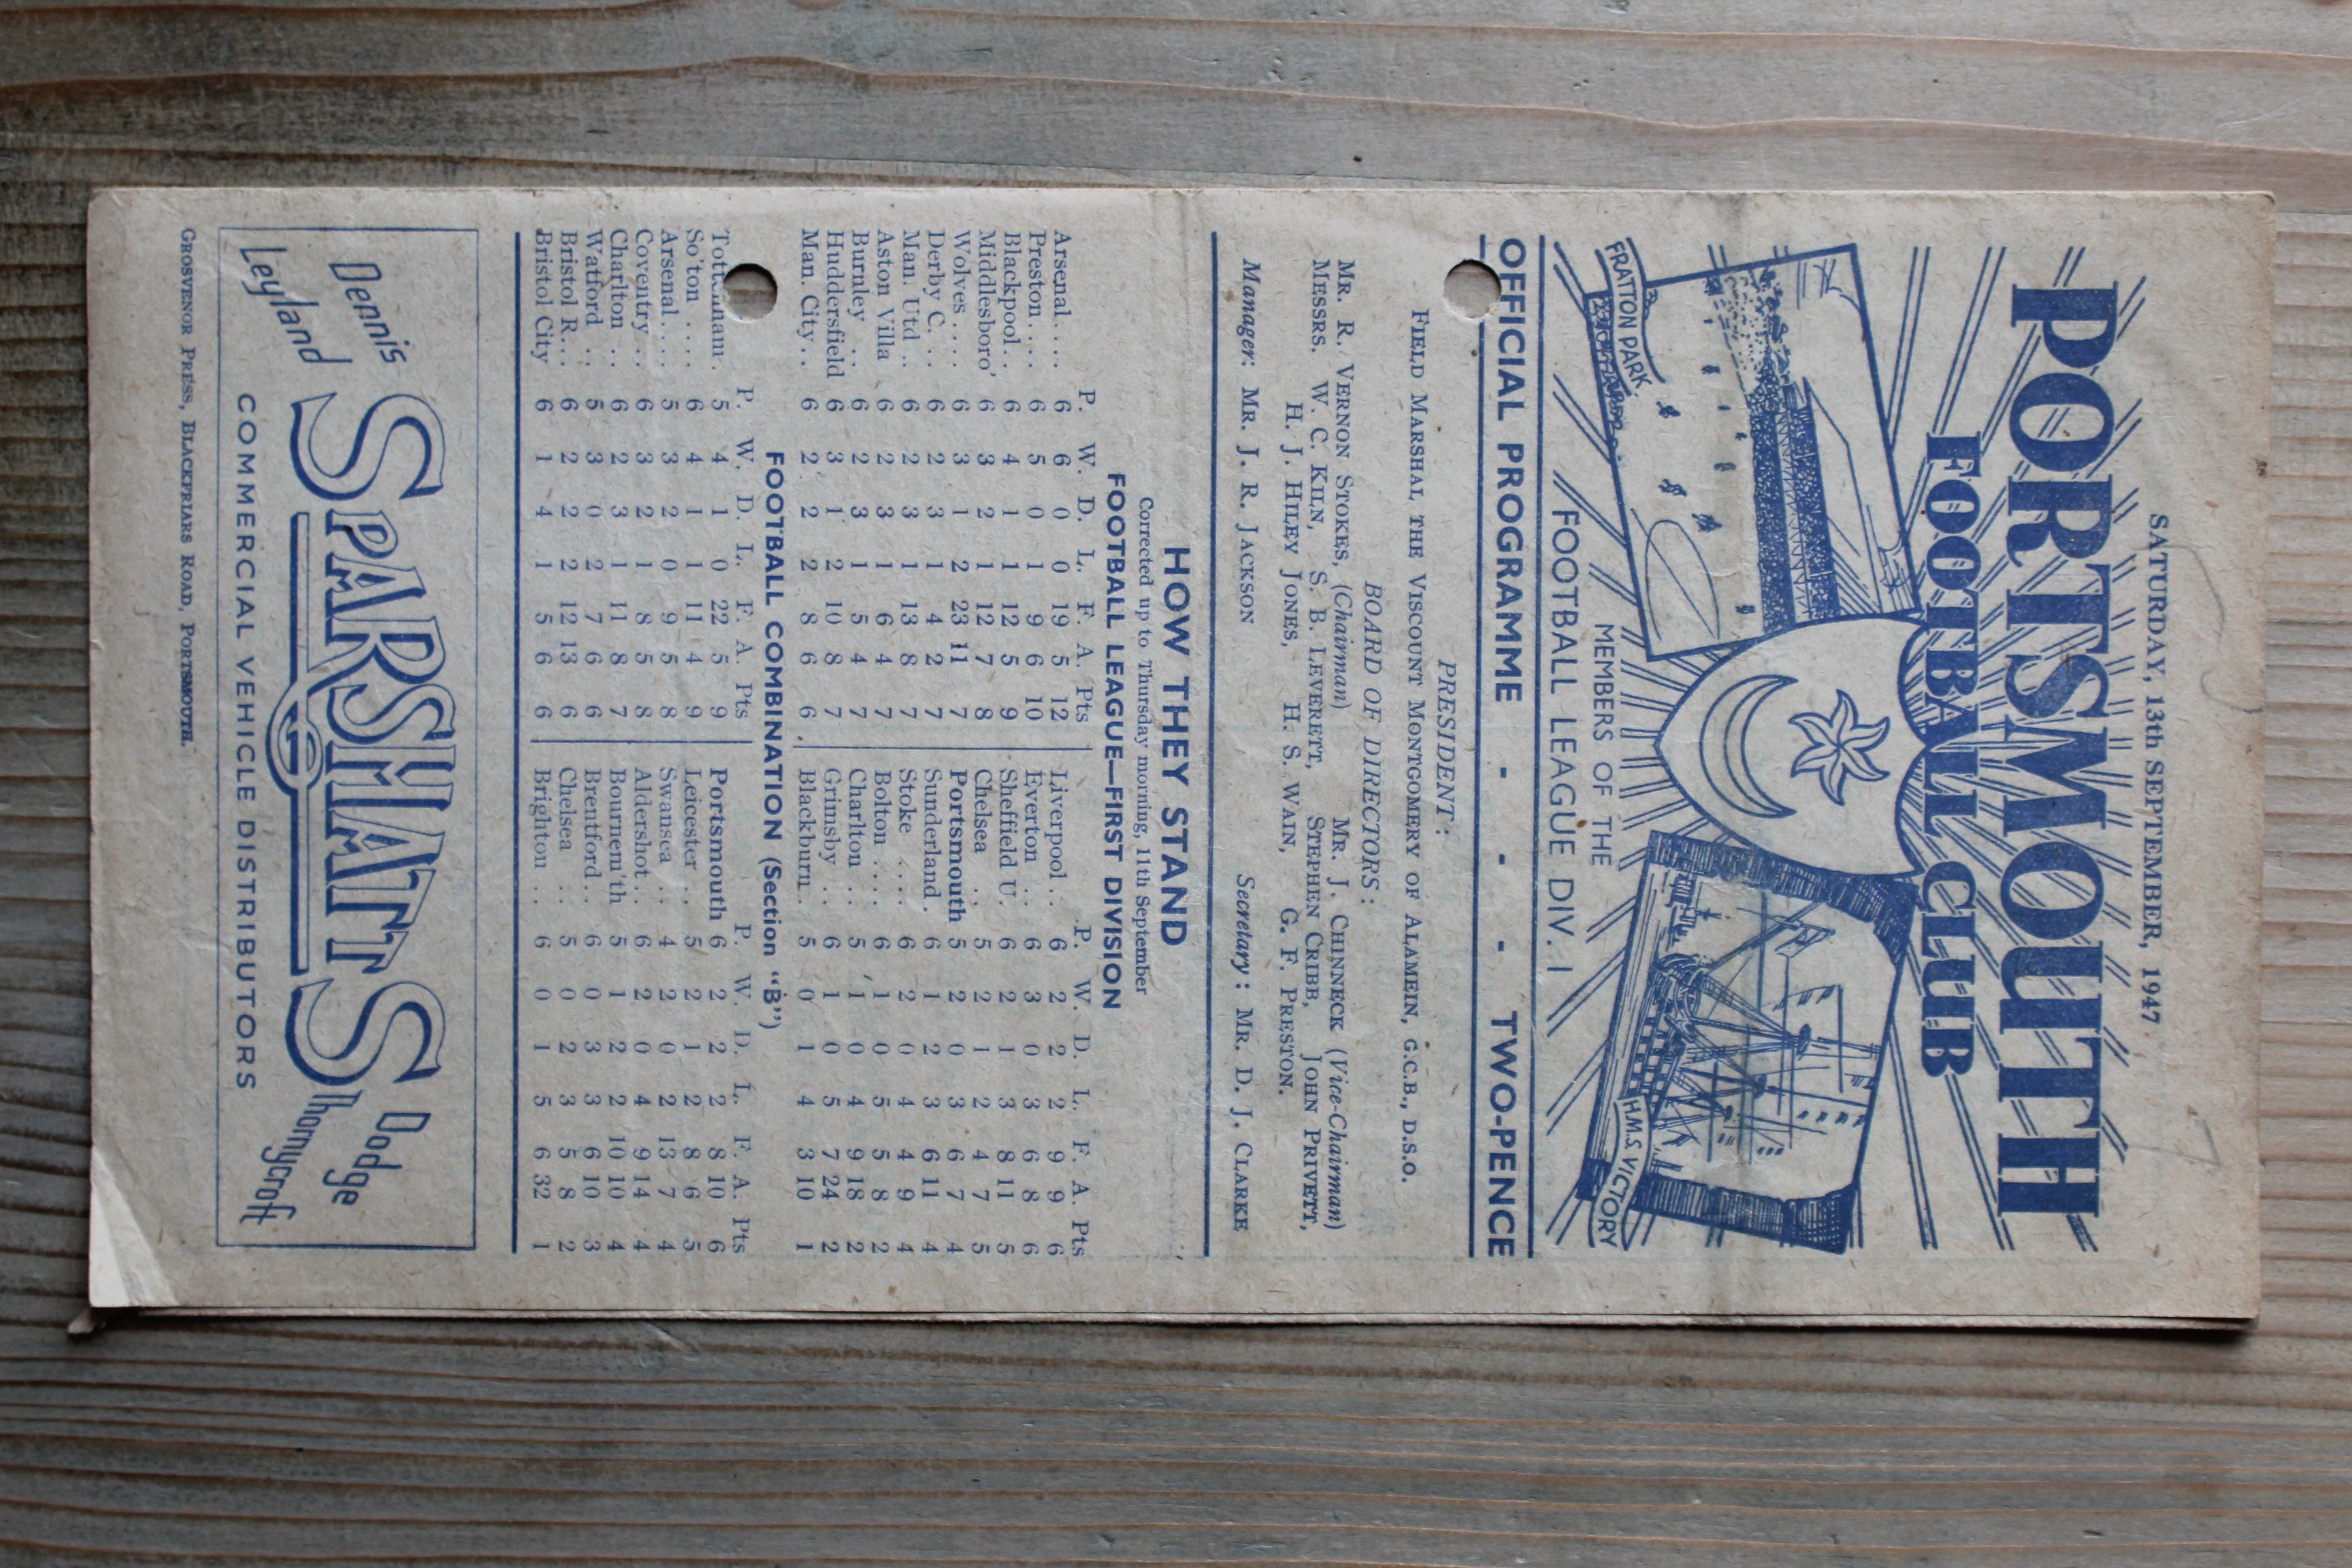 SATURDAY, 13th SEPTEMBER, 1947
PORTSMOUTH
FOOTBALL CLUB
FRATTON PARK
H.M.S. VICTORY
MEMBERS OF THE
FOOTBALL LEAGUE DIV. I
OFFICIAL PROGRAMME - - - TWO-PENCE
PRESIDENT:
FIELD MARSHAL THE VISCOUNT MONTGOMERY OF ALAMEIN, G.C.B., D.S.O.
BOARD OF DIRECTORS:
MR. R. VERNON STOKES, (Chairman) MR. J. CHINNECK (Vice-Chairman)
MESSRS. W. C. KILN, S. B. LEVERETT, STEPHEN CRIBB, JOHN PRIVETT,
H. J. HILEY JONES, H. S. WAIN, G. F. PRESTON.
Manager: MR. J. R. JACKSON Secretary: MR. D. J. CLARKE
HOW THEY STAND
Corrected up to Thursday morning, 11th September
FOOTBALL LEAGUE—FIRST DIVISION
P. W. D. L. F. A. Pts P. W. D. L. F. A. Pts
Arsenal.... 6 6 0 0 19 5 12 Liverpool.. 6 2 2 2 9 9 6
Preston.... 6 5 0 1 9 6 10 Everton .. 6 3 0 3 6 8 6
Blackpool.. 6 4 1 1 12 5 9 Sheffield U. 6 2 1 3 8 11 5
Middlesboro' 6 3 2 1 12 7 8 Chelsea .. 5 2 1 2 4 7 5
Wolves .... 6 3 1 2 23 11 7 Portsmouth 5 2 0 3 6 7 4
Derby C. .. 6 2 3 1 4 2 7 Sunderland. 6 1 2 3 6 11 4
Man. Utd .. 6 2 3 1 13 8 7 Stoke .... 6 2 0 4 4 9 4
Aston Villa 6 2 3 1 6 4 7 Bolton .... 6 1 0 5 5 8 2
Burnley .. 6 2 3 1 5 4 7 Charlton .. 5 1 0 4 9 18 2
Huddersfield 6 3 1 2 10 8 7 Grimsby .. 6 1 0 5 7 24 2
Man. City.. 6 2 2 2 8 6 6 Blackburn.. 5 0 1 4 3 10 1
FOOTBALL COMBINATION (Section "B")
P. W. D. L. F. A. Pts P. W. D. L. F. A. Pts
Tottenham. 5 4 1 0 22 5 9 Portsmouth 6 2 2 2 8 10 6
So'ton .... 6 4 1 1 11 4 9 Leicester .. 5 2 1 2 8 6 5
Arsenal.... 5 3 2 0 9 5 8 Swansea .. 4 2 0 2 13 7 4
Coventry .. 6 3 2 1 8 5 8 Aldershot.. 6 2 0 4 9 14 4
Charlton .. 6 2 3 1 11 8 7 Bournem'th 5 1 2 2 10 10 4
Watford .. 5 3 0 2 7 6 6 Brentford.. 6 0 3 3 6 10 3
Bristol R... 6 2 2 2 12 13 6 Chelsea .. 5 0 2 3 5 8 2
Bristol City 6 1 4 1 5 6 6 Brighton .. 6 0 1 5 6 32 1
Dennis SPARSHATTS Dodge
Leyland Thornycroft
COMMERCIAL VEHICLE DISTRIBUTORS
GROSVENOR PRESS, BLACKFRIARS ROAD, PORTSMOUTH.